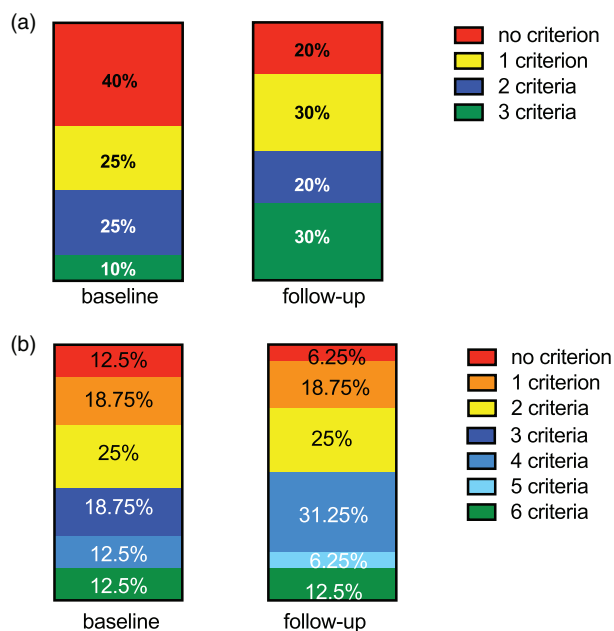 (a)
40%
25%
25%
10%
baseline
20%
30%
20%
30%
follow-up
no criterion
1 criterion
2 criteria
3 criteria
(b)
12.5%
18.75%
25%
18.75%
12.5%
12.5%
baseline
6.25%
18.75%
25%
31.25%
6.25%
12.5%
follow-up
no criterion
1 criterion
2 criteria
3 criteria
4 criteria
5 criteria
6 criteria